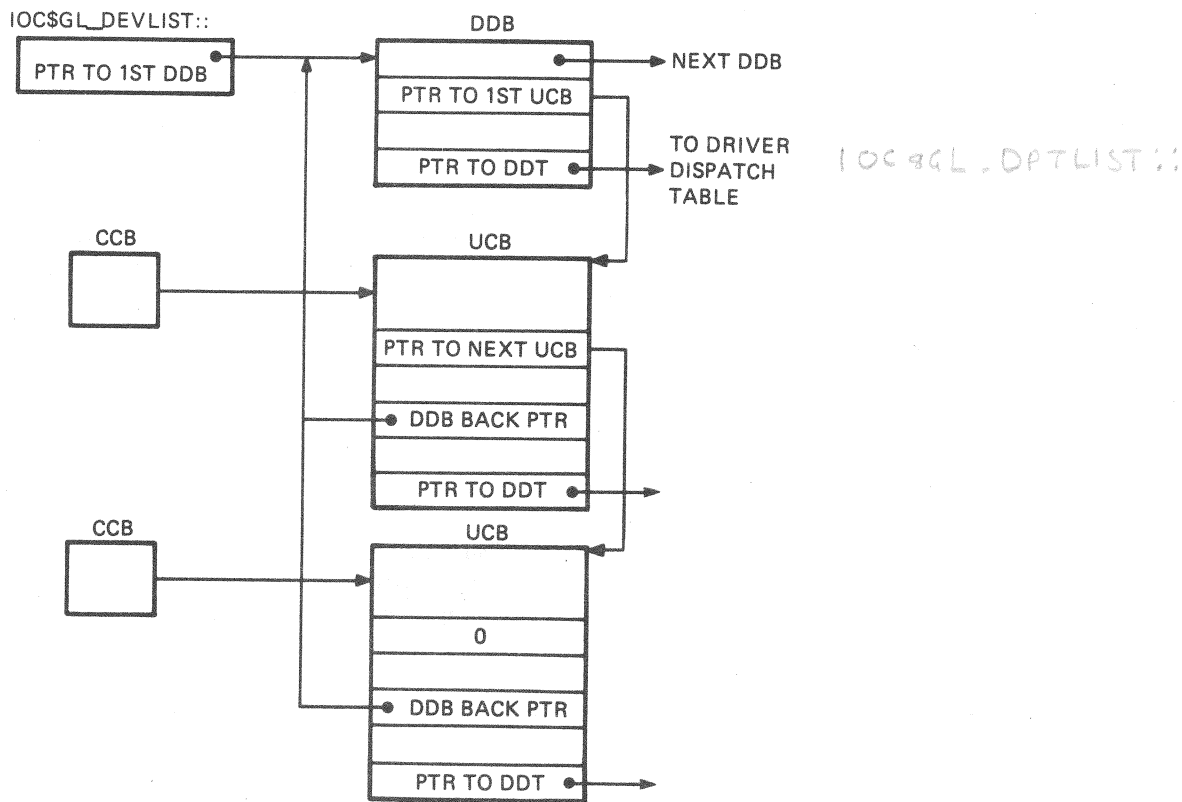 IOC$GL_DEVLIST::
PTR TO 1ST DDB
DDB
NEXT DDB
PTR TO 1ST UCB
PTR TO DDT
TO DRIVER
DISPATCH
TABLE
IOC$GL_DPTLIST::
CCB
UCB
PTR TO NEXT UCB
DDB BACK PTR
PTR TO DDT
CCB
UCB
0
DDB BACK PTR
PTR TO DDT